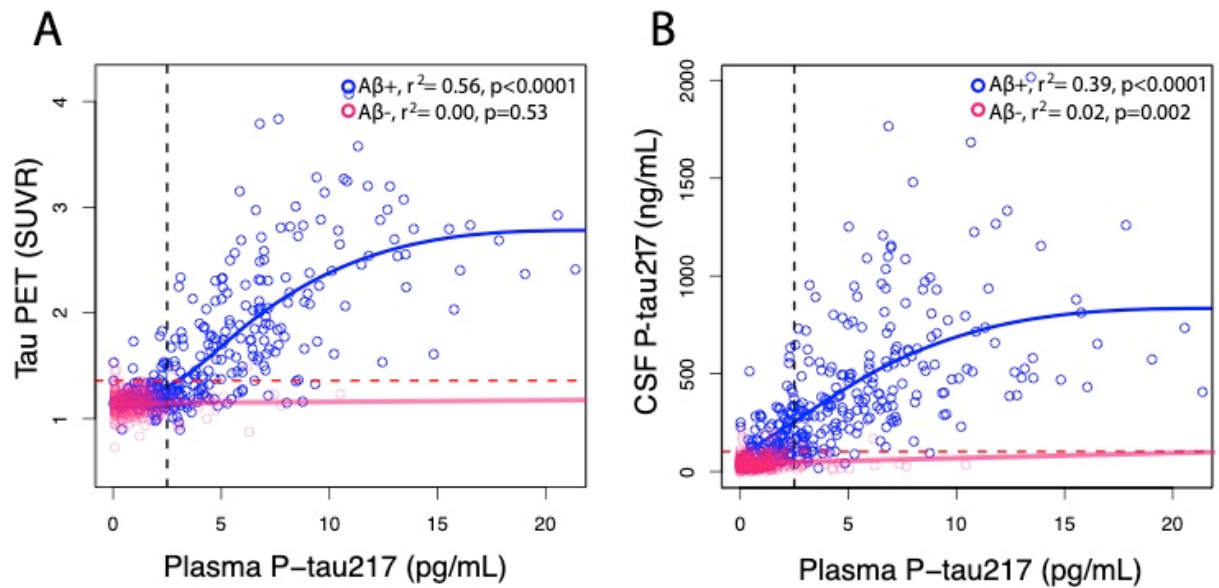 A
Aβ+, r²= 0.56, p<0.0001
Aβ-, r²= 0.00, p=0.53
Tau PET (SUVR)
4
3
2
1
0 5 10 15 20
Plasma P-tau217 (pg/mL)
B
Aβ+, r²= 0.39, p<0.0001
Aβ-, r²= 0.02, p=0.002
CSF P-tau217 (ng/mL)
2000
1500
1000
500
0
0 5 10 15 20
Plasma P-tau217 (pg/mL)